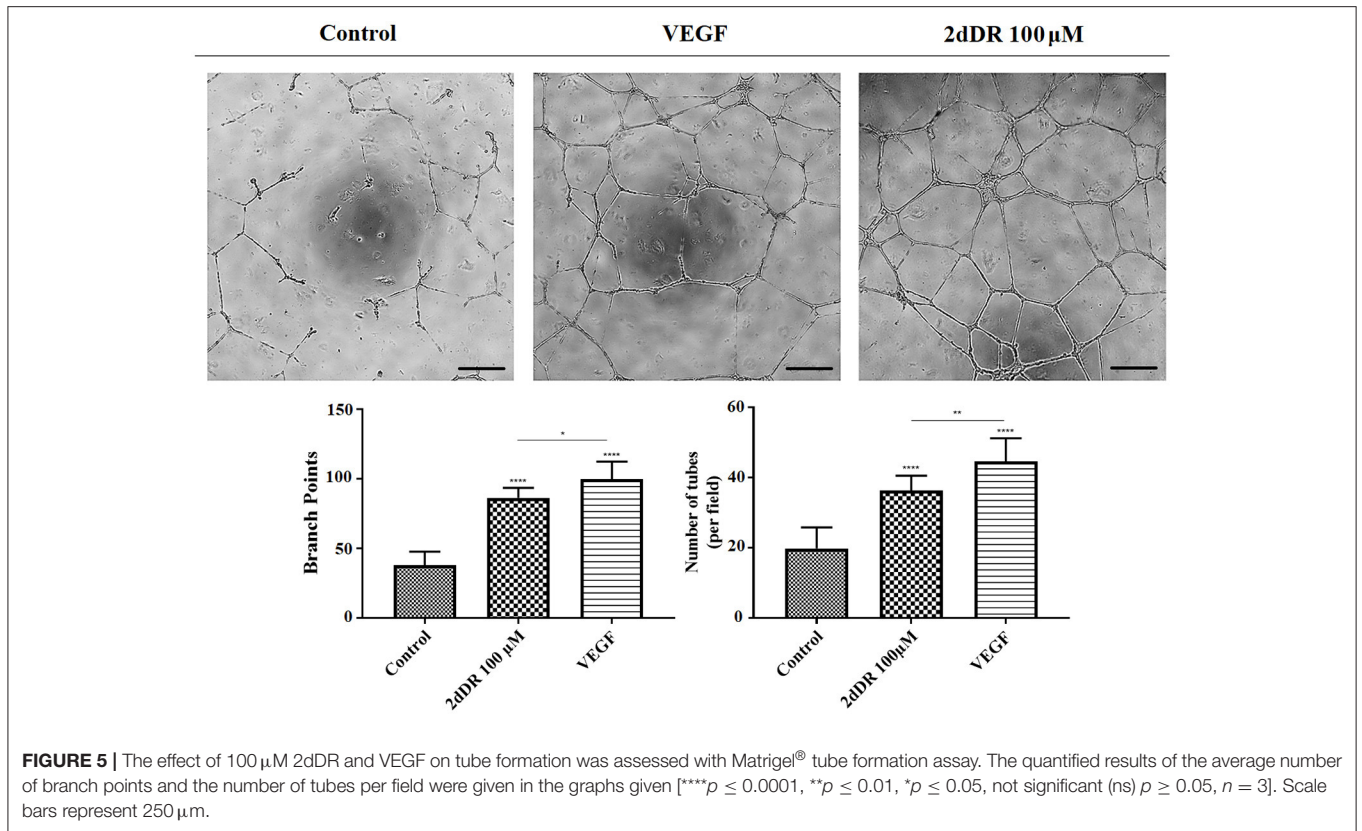 Control VEGF 2dDR 100 µM
Branch Points
150
100
50
0
*
****
****
Control
2dDR 100 µM
VEGF
Number of tubes
(per field)
60
40
20
0
**
****
****
Control
2dDR 100µM
VEGF
FIGURE 5 | The effect of 100 µM 2dDR and VEGF on tube formation was assessed with Matrigel® tube formation assay. The quantified results of the average number
of branch points and the number of tubes per field were given in the graphs given [****p ≤ 0.0001, **p ≤ 0.01, *p ≤ 0.05, not significant (ns) p ≥ 0.05, n = 3]. Scale
bars represent 250 µm.